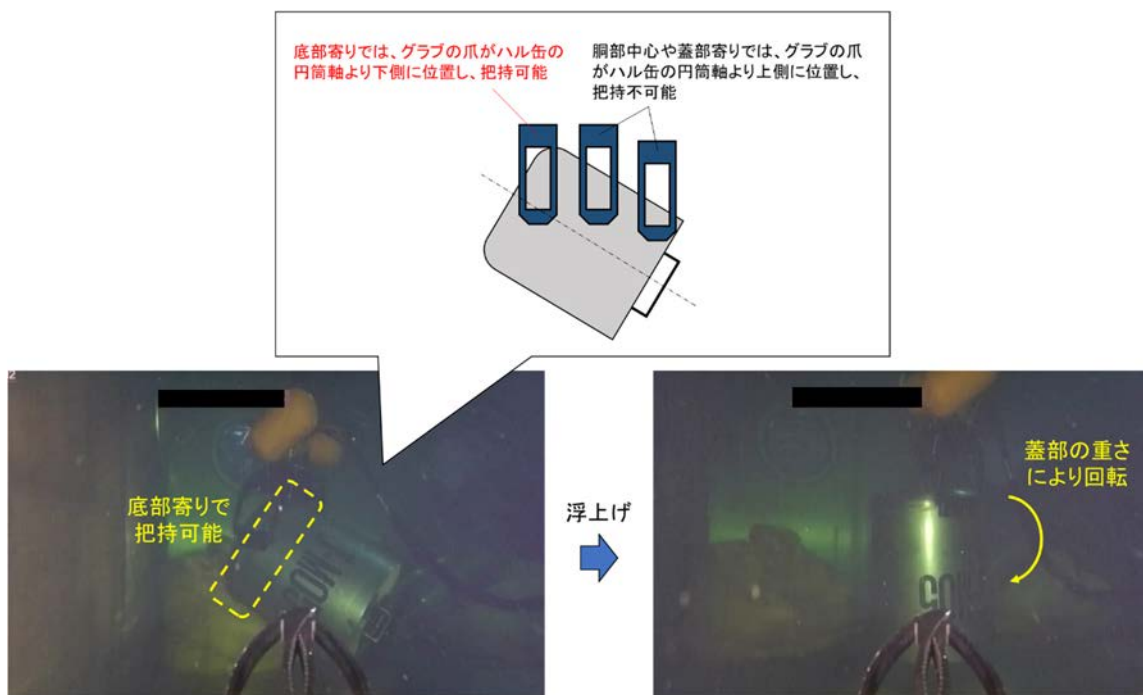 底部寄りでは、グラブの爪がハル缶の
円筒軸より下側に位置し、把持可能
胴部中心や蓋部寄りでは、グラブの爪
がハル缶の円筒軸より上側に位置し、
把持不可能
2
底部寄りで
把持可能
浮上げ
蓋部の重さ
により回転